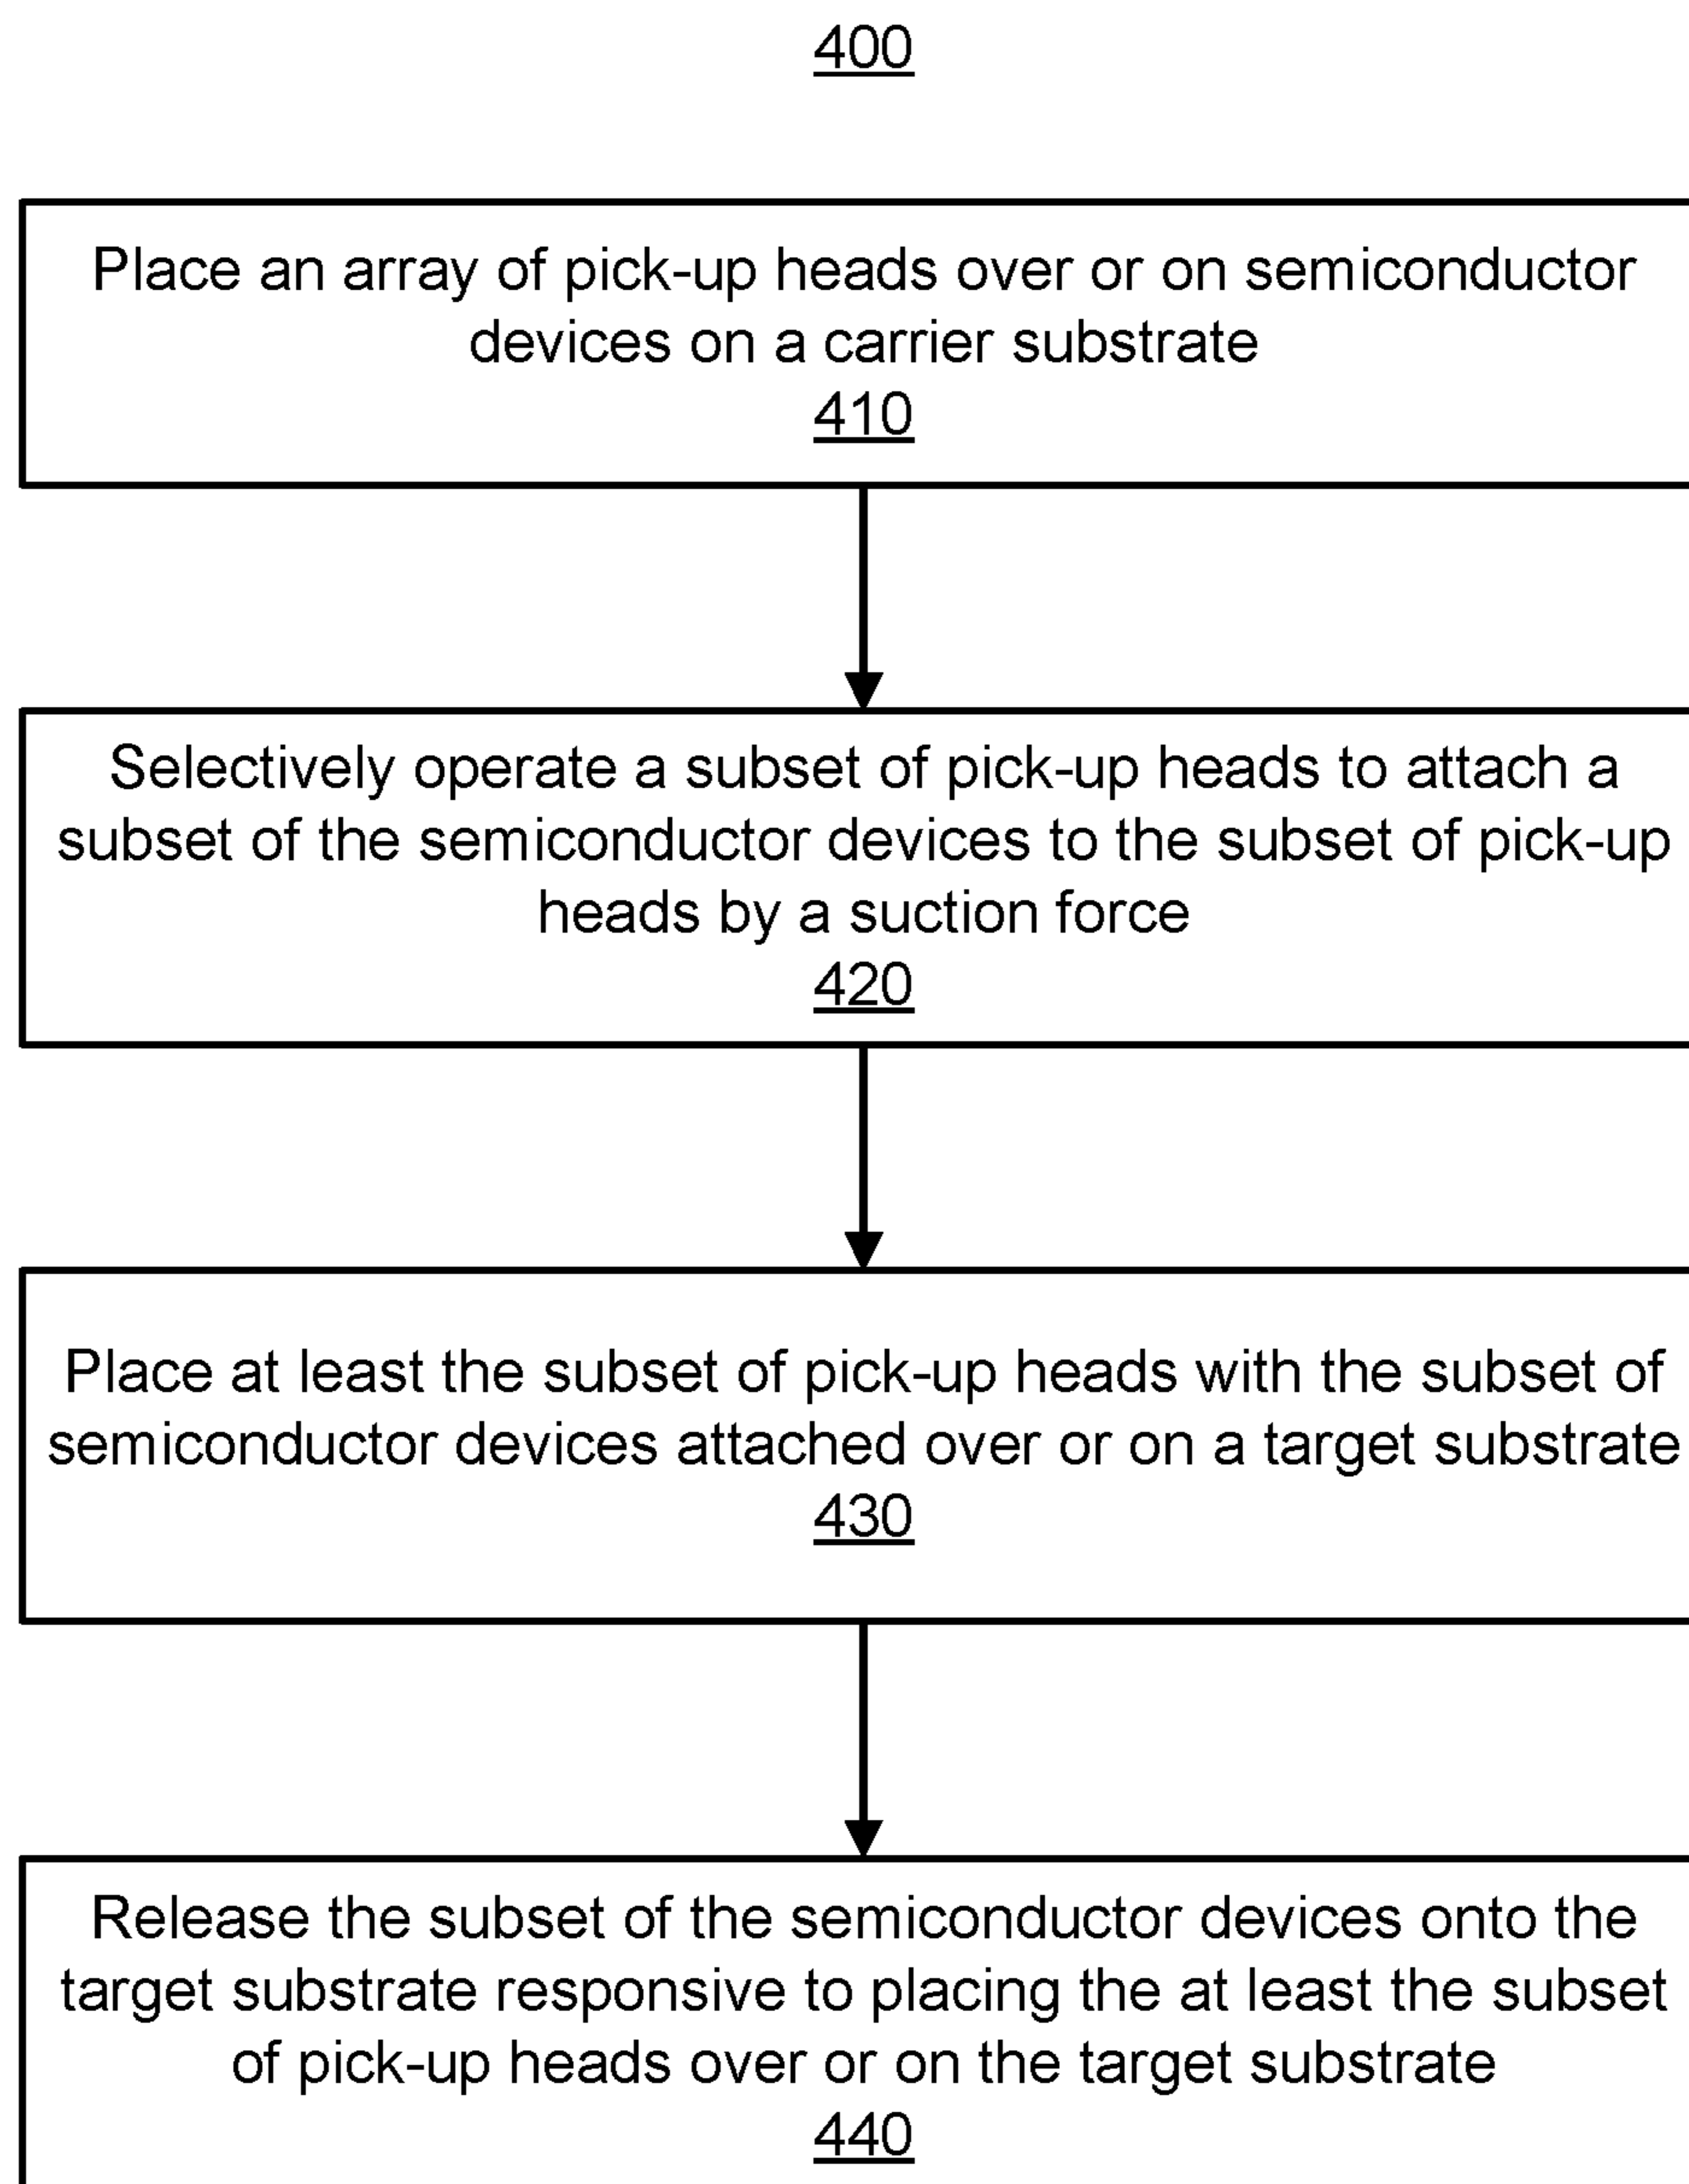 400
Place an array of pick-up heads over or on semiconductor
devices on a carrier substrate
410
Selectively operate a subset of pick-up heads to attach a
subset of the semiconductor devices to the subset of pick-up
heads by a suction force
420
Place at least the subset of pick-up heads with the subset of
semiconductor devices attached over or on a target substrate
430
Release the subset of the semiconductor devices onto the
target substrate responsive to placing the at least the subset
of pick-up heads over or on the target substrate
440